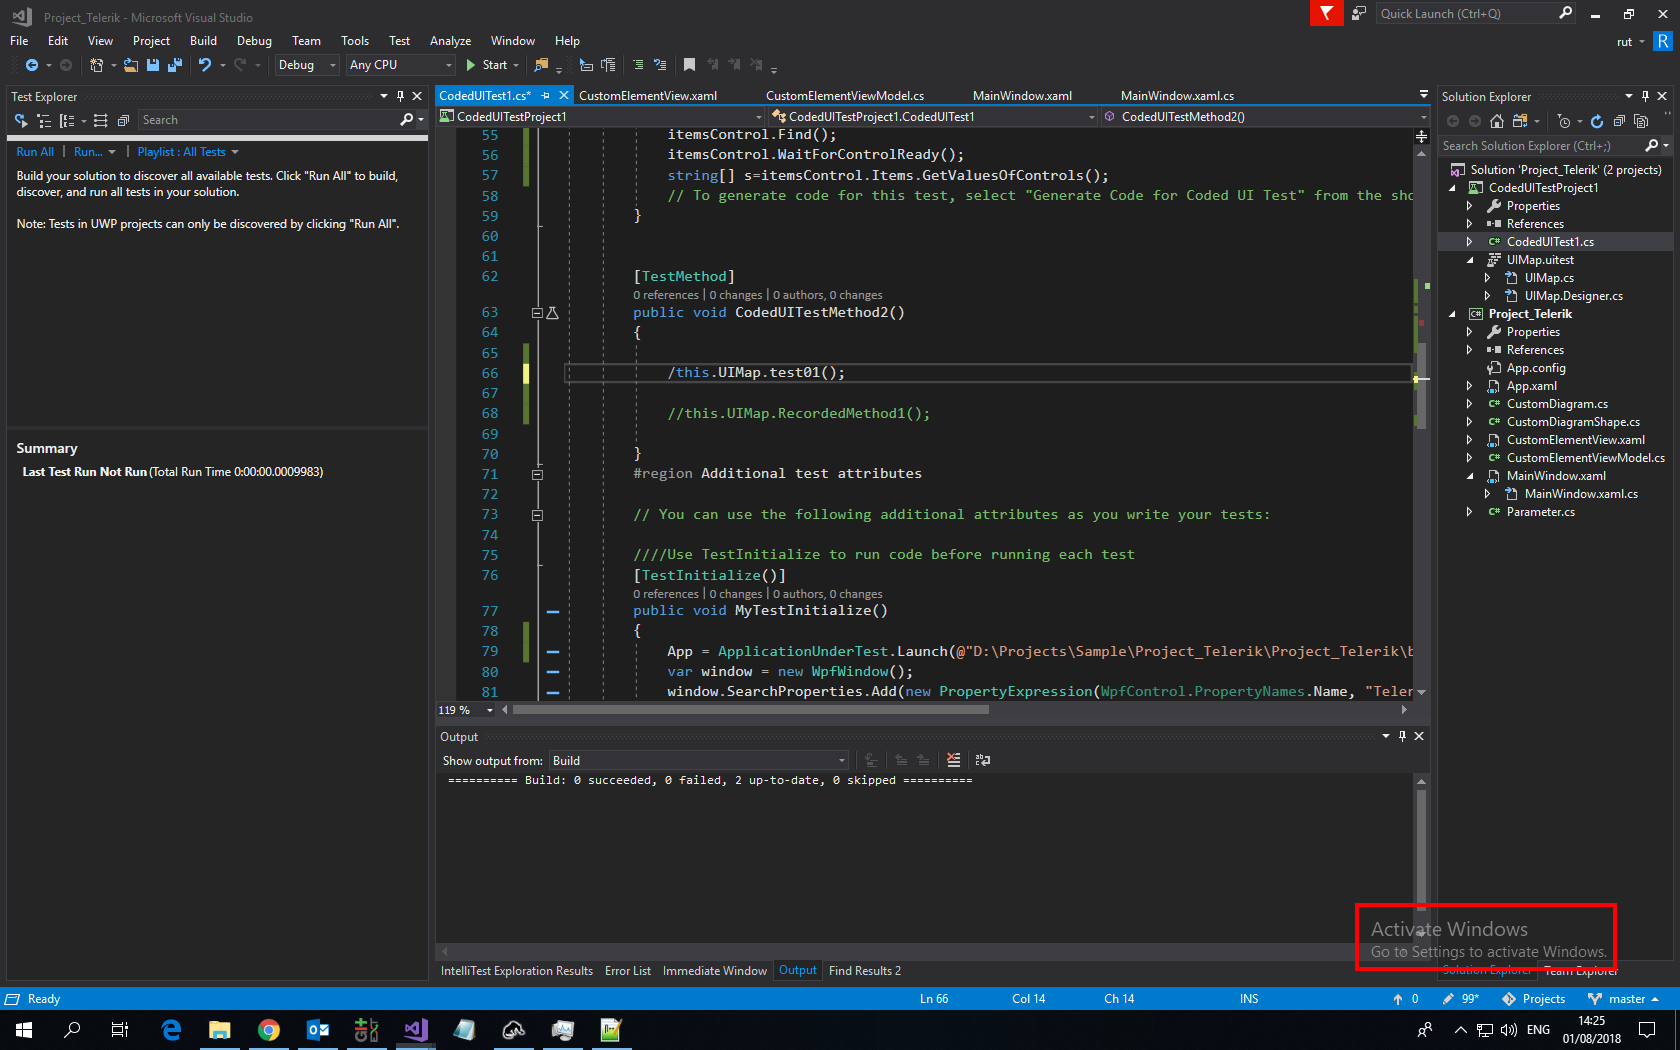 Project_Telerik - Microsoft Visual Studio
Quick Launch (Ctrl+Q)
File Edit View Project Build Debug Team Tools Test Analyze Window Help
rut R
Debug Any CPU Start
Test Explorer
Search
Run All | Run... | Playlist : All Tests
Build your solution to discover all available tests. Click "Run All" to build,
discover, and run all tests in your solution.
Note: Tests in UWP projects can only be discovered by clicking "Run All".
Summary
Last Test Run Not Run (Total Run Time 0:00:00.0009983)
CodedUITest1.cs* CustomElementView.xaml CustomElementViewModel.cs MainWindow.xaml MainWindow.xaml.cs
CodedUITestProject1 CodedUITestProject1.CodedUITest1 CodedUITestMethod2()
55 itemsControl.Find();
56 itemsControl.WaitForControlReady();
57 string[] s=itemsControl.Items.GetValuesOfControls();
58 // To generate code for this test, select "Generate Code for Coded UI Test" from the sho
59 }
60
61
62 [TestMethod]
0 references | 0 changes | 0 authors, 0 changes
63 public void CodedUITestMethod2()
64 {
65
66 /this.UIMap.test01();
67
68 //this.UIMap.RecordedMethod1();
69
70 }
71 #region Additional test attributes
72
73 // You can use the following additional attributes as you write your tests:
74
75 ////Use TestInitialize to run code before running each test
76 [TestInitialize()]
0 references | 0 changes | 0 authors, 0 changes
77 public void MyTestInitialize()
78 {
79 App = ApplicationUnderTest.Launch(@"D:\Projects\Sample\Project_Telerik\Project_Telerik\b
80 var window = new WpfWindow();
81 window.SearchProperties.Add(new PropertyExpression(WpfControl.PropertyNames.Name, "Teler
119 %
Output
Show output from: Build
========== Build: 0 succeeded, 0 failed, 2 up-to-date, 0 skipped ==========
IntelliTest Exploration Results Error List Immediate Window Output Find Results 2
Solution Explorer
Search Solution Explorer (Ctrl+;)
Solution 'Project_Telerik' (2 projects)
CodedUITestProject1
Properties
References
C# CodedUITest1.cs
UIMap.uitest
UIMap.cs
UIMap.Designer.cs
C# Project_Telerik
Properties
References
App.config
App.xaml
C# CustomDiagram.cs
C# CustomDiagramShape.cs
CustomElementView.xaml
C# CustomElementViewModel.cs
MainWindow.xaml
MainWindow.xaml.cs
C# Parameter.cs
Activate Windows
Go to Settings to activate Windows.
Solution Explorer Team Explorer
Ready Ln 66 Col 14 Ch 14 INS 0 99* Projects master
ENG 14:25
01/08/2018